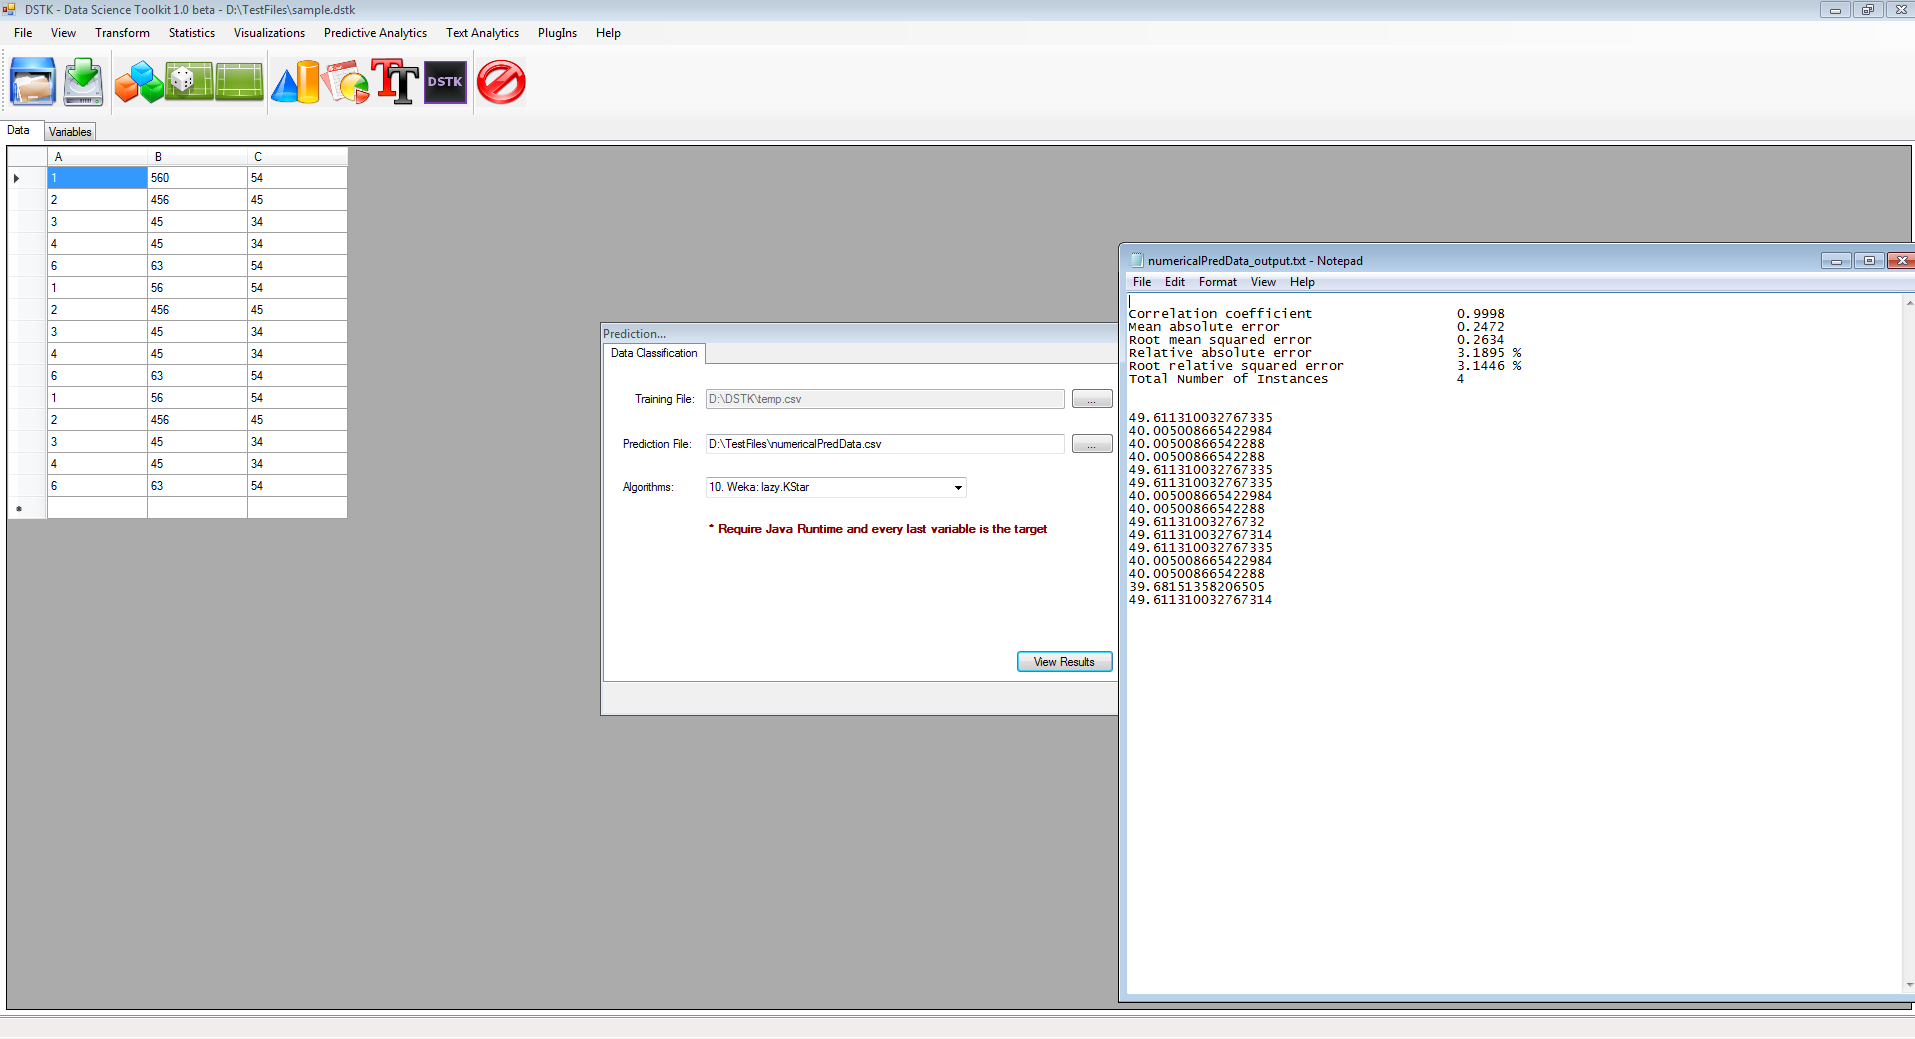 DSTK - Data Science Toolkit 1.0 beta - D:\TestFiles\sample.dstk
File View Transform Statistics Visualizations Predictive Analytics Text Analytics PlugIns Help
TT DSTK
Data Variables
A B C
1 560 54
2 456 45
3 45 34
4 45 34
6 63 54
1 56 54
2 456 45
3 45 34
4 45 34
6 63 54
1 56 54
2 456 45
3 45 34
4 45 34
6 63 54
*
Prediction...
Data Classification
Training File: D:\DSTK\temp.csv ...
Prediction File: D:\TestFiles\numericalPredData.csv ...
Algorithms: 10. Weka: lazy.KStar
* Require Java Runtime and every last variable is the target
View Results
numericalPredData_output.txt - Notepad
File Edit Format View Help
Correlation coefficient 0.9998
Mean absolute error 0.2472
Root mean squared error 0.2634
Relative absolute error 3.1895 %
Root relative squared error 3.1446 %
Total Number of Instances 4
49.611310032767335
40.005008665422984
40.00500866542288
40.00500866542288
49.611310032767335
49.611310032767335
40.005008665422984
40.00500866542288
49.61131003276732
49.611310032767314
49.611310032767335
40.005008665422984
40.00500866542288
39.68151358206505
49.611310032767314